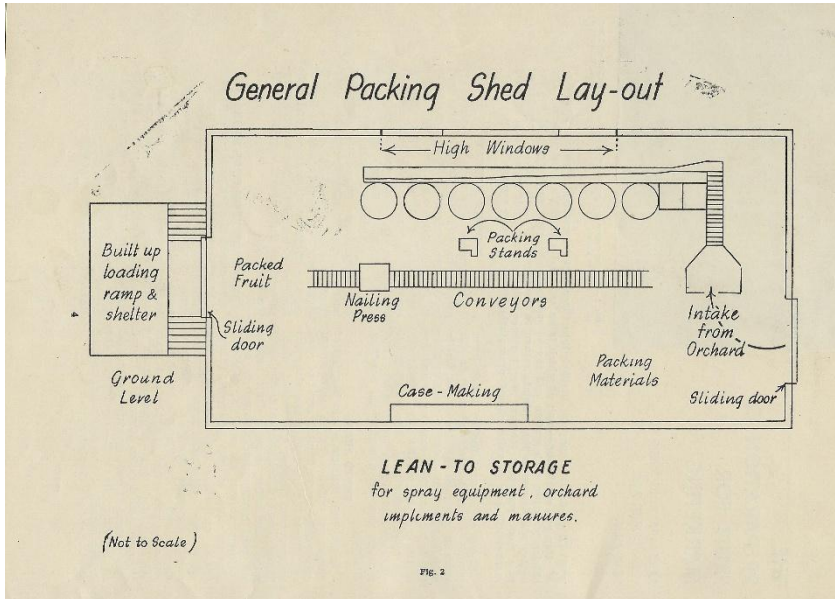 General Packing Shed Lay-out
High Windows
Packing
Stands
Built up
loading
ramp &
shelter
Packed
Fruit
Sliding
door
Nailing
Press
Conveyors
Intake
from
Orchard
Packing
Materials
Sliding door
Ground
Level
Case-Making
4
LEAN-TO STORAGE
for spray equipment, orchard
implements and manures.
(Not to Scale)
Fig. 2